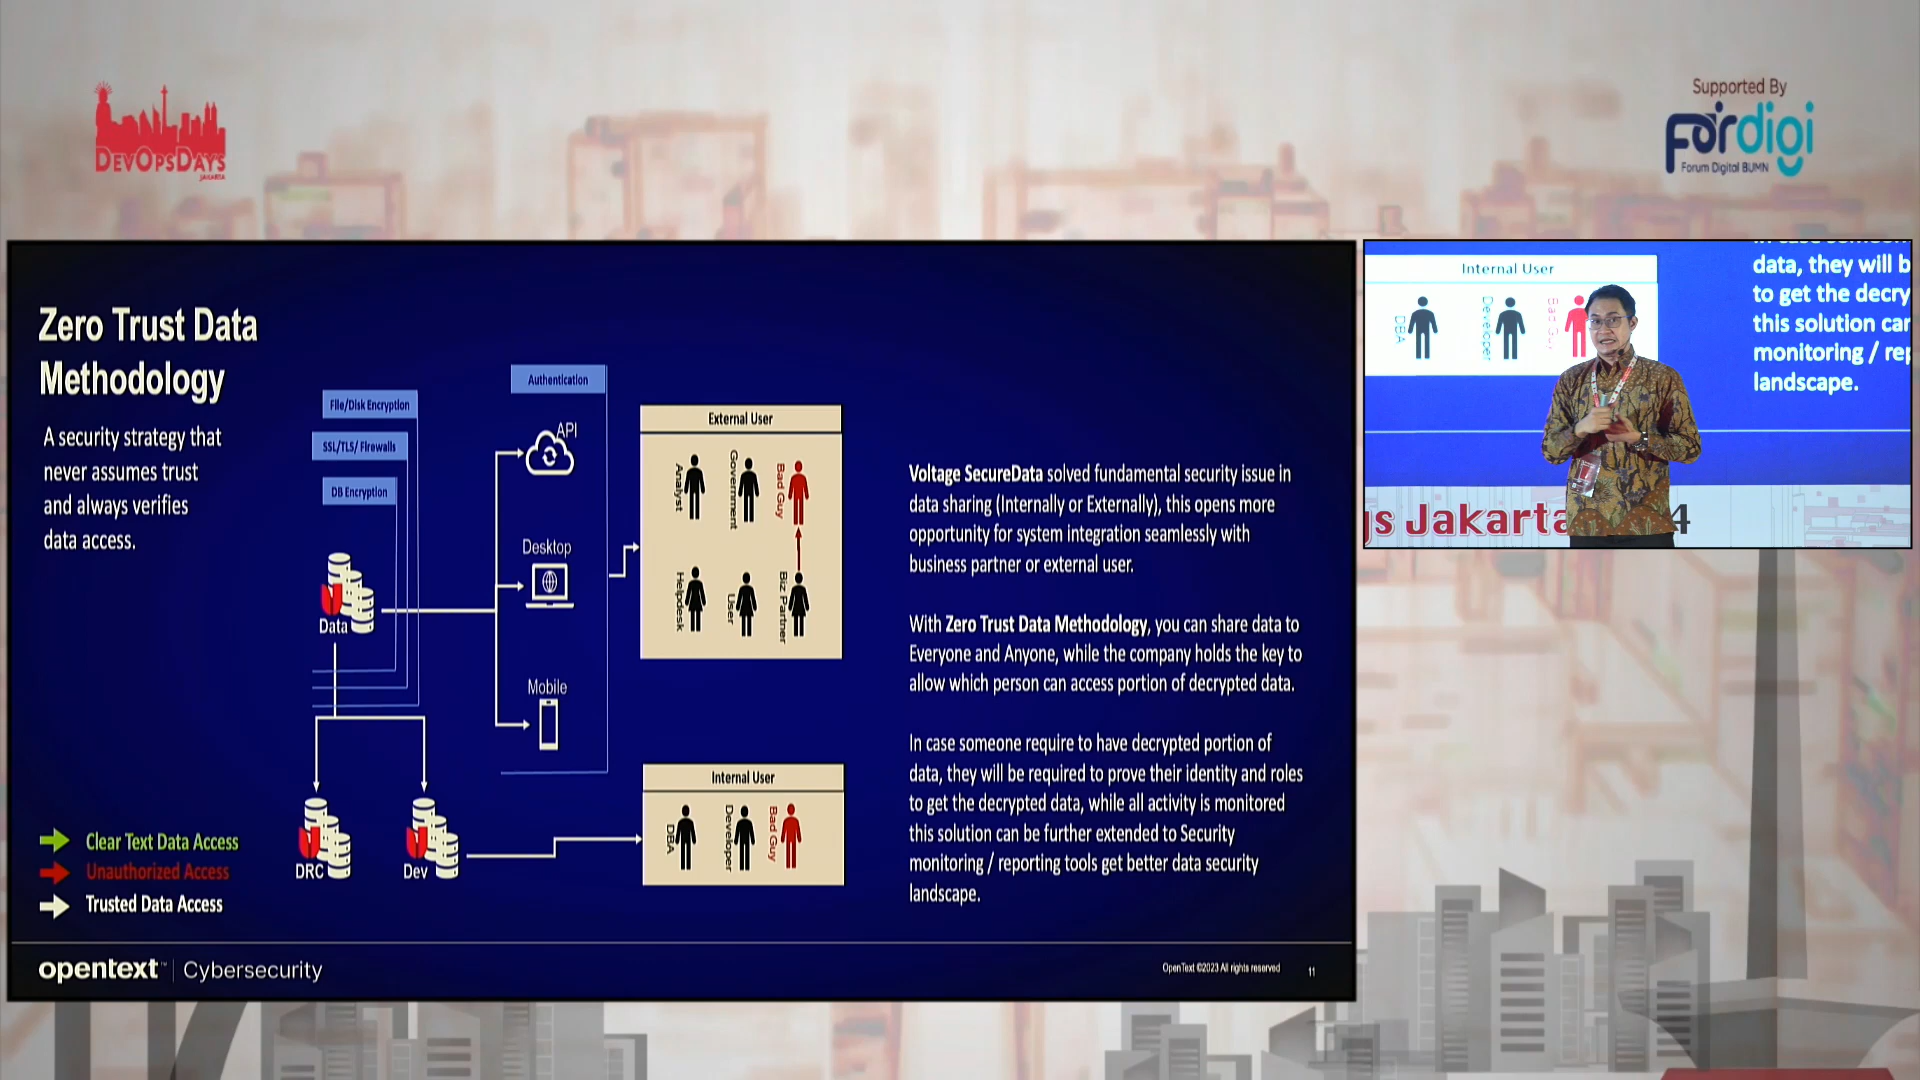 DEVOPSDAYS
JAKARTA
Supported By
Fordigi
Forum Digital BUMN
Zero Trust Data
Methodology
A security strategy that
never assumes trust
and always verifies
data access.
File/Disk Encryption
SSL/TLS/ Firewalls
DB Encryption
Data
DRC
Dev
Authentication
API
Desktop
Mobile
External User
Analyst
Government
Bad Guy
Helpdesk
User
Biz Partner
Internal User
DBA
Developer
Bad Guy
Clear Text Data Access
Unauthorized Access
Trusted Data Access
Voltage SecureData solved fundamental security issue in
data sharing (Internally or Externally), this opens more
opportunity for system integration seamlessly with
business partner or external user.
With Zero Trust Data Methodology, you can share data to
Everyone and Anyone, while the company holds the key to
allow which person can access portion of decrypted data.
In case someone require to have decrypted portion of
data, they will be required to prove their identity and roles
to get the decrypted data, while all activity is monitored
this solution can be further extended to Security
monitoring / reporting tools get better data security
landscape.
opentext™ | Cybersecurity
OpenText ©2023 All rights reserved
11
Internal User
DBA
Developer
Bad Guy
data, they will b
to get the decry
this solution can
monitoring / rep
landscape.
gs Jakarta
4